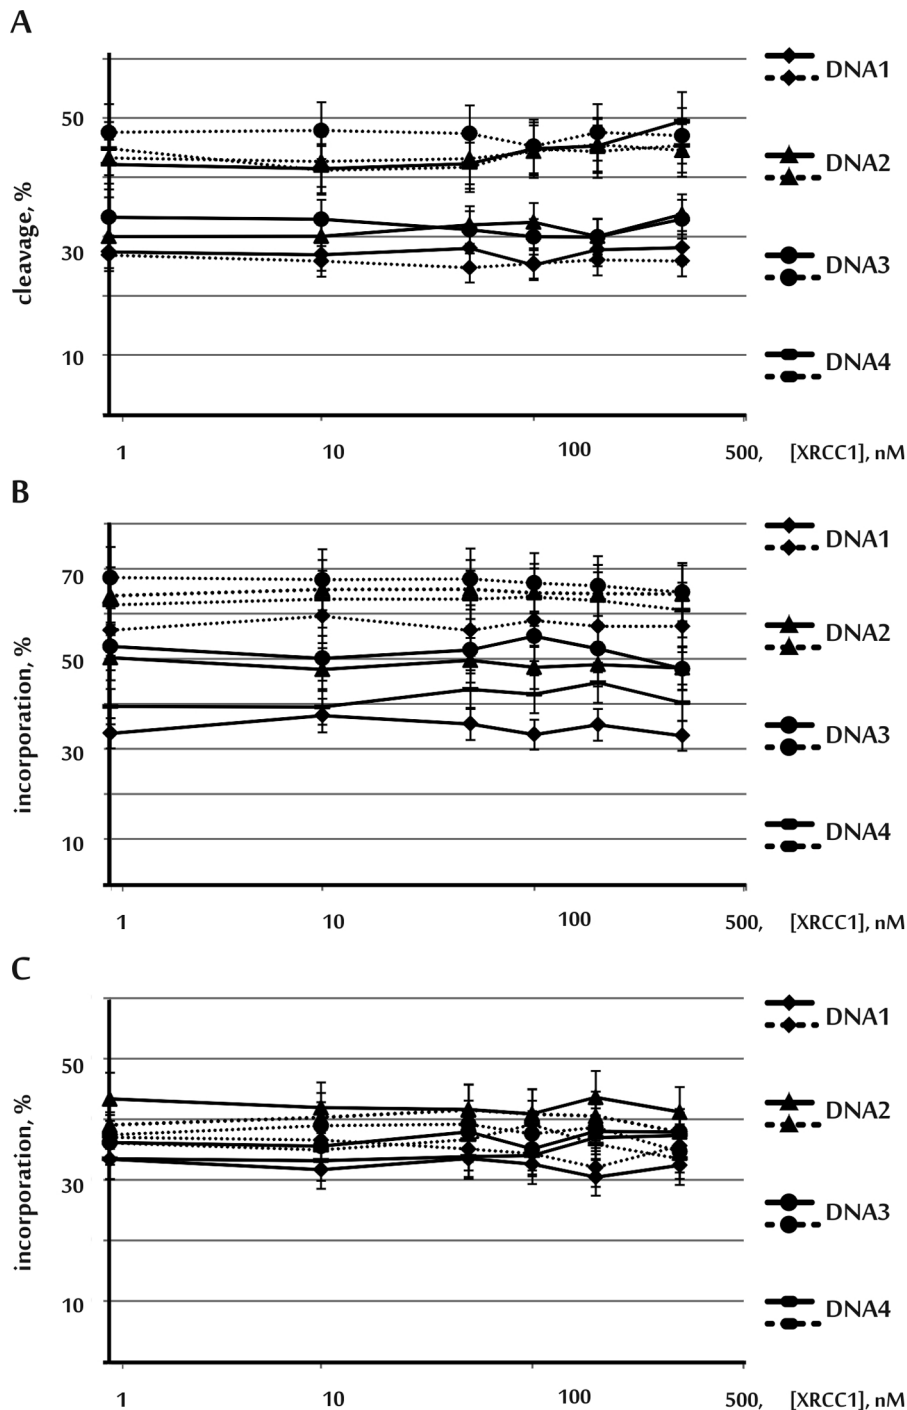 A
DNA1
50
DNA2
cleavage, %
30
DNA3
10
DNA4
1 10 100 500, [XRCC1], nM
B
DNA1
70
DNA2
50
incorporation, %
DNA3
30
DNA4
10
1 10 100 500, [XRCC1], nM
C
DNA1
50
DNA2
incorporation, %
30
DNA3
10
DNA4
1 10 100 500, [XRCC1], nM